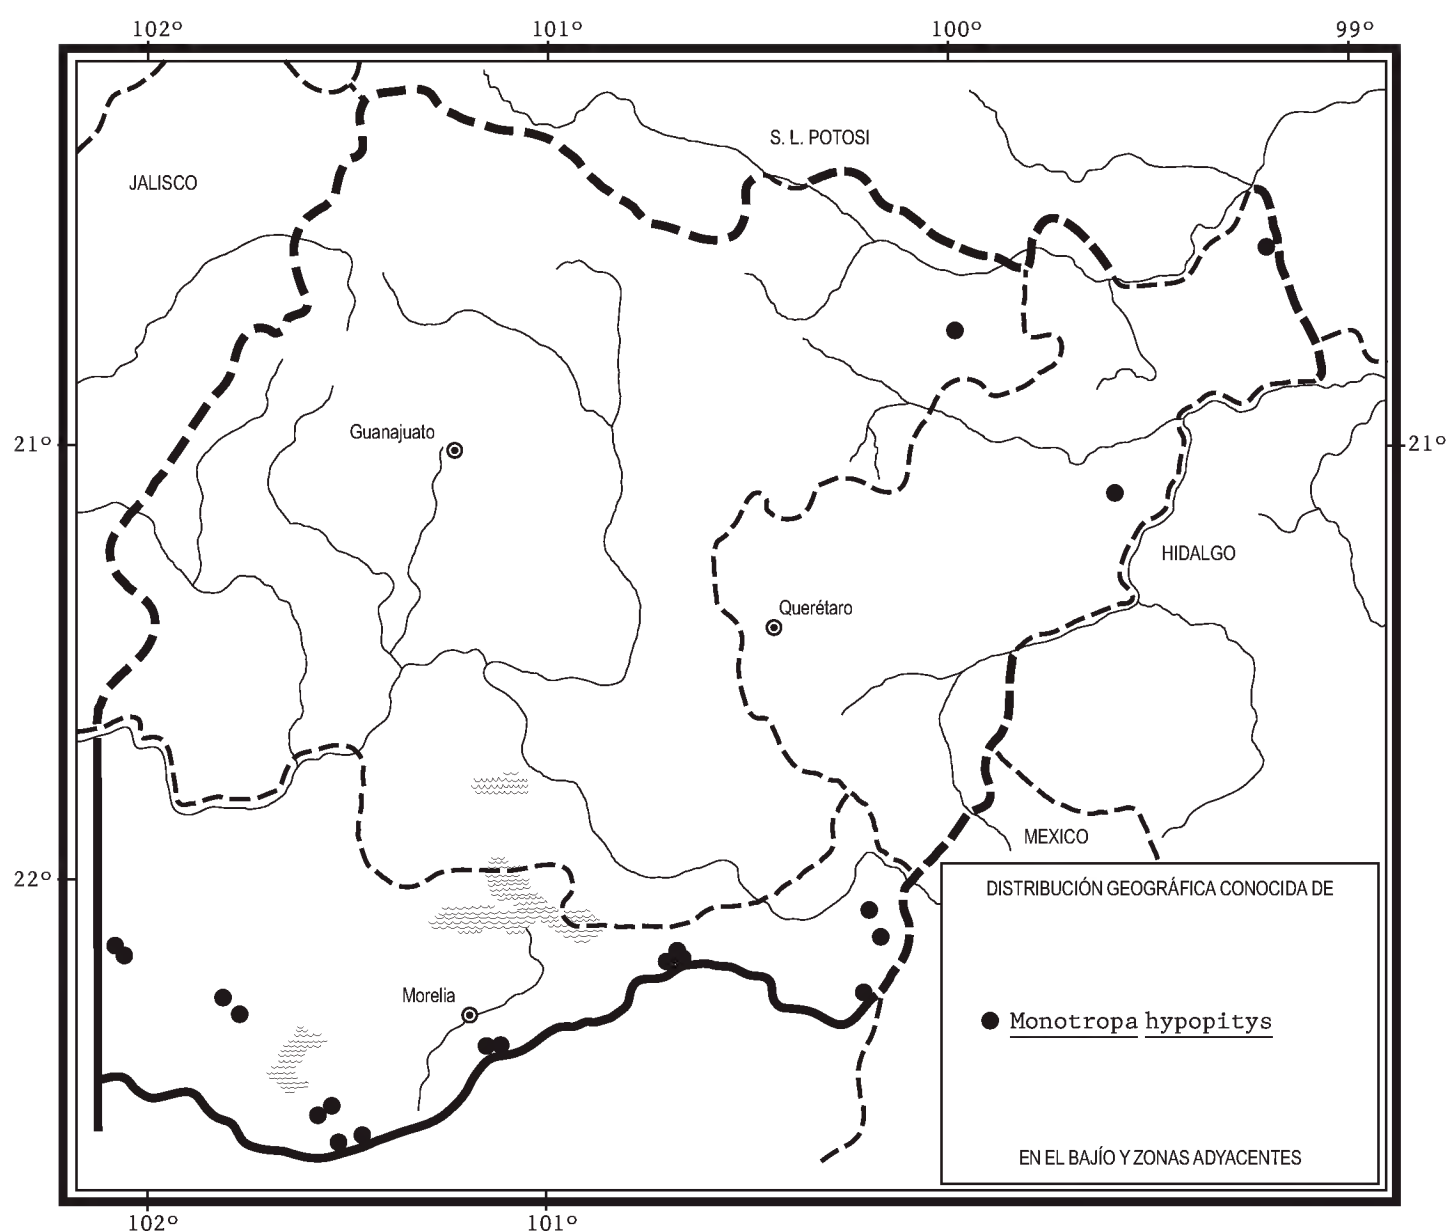 102º 101º 100º 99º
S. L. POTOSI
JALISCO
Guanajuato
21º 21º
HIDALGO
Querétaro
MEXICO
22º
DISTRIBUCIÓN GEOGRÁFICA CONOCIDA DE
Morelia
Monotropa hypopitys
EN EL BAJÍO Y ZONAS ADYACENTES
102º 101º